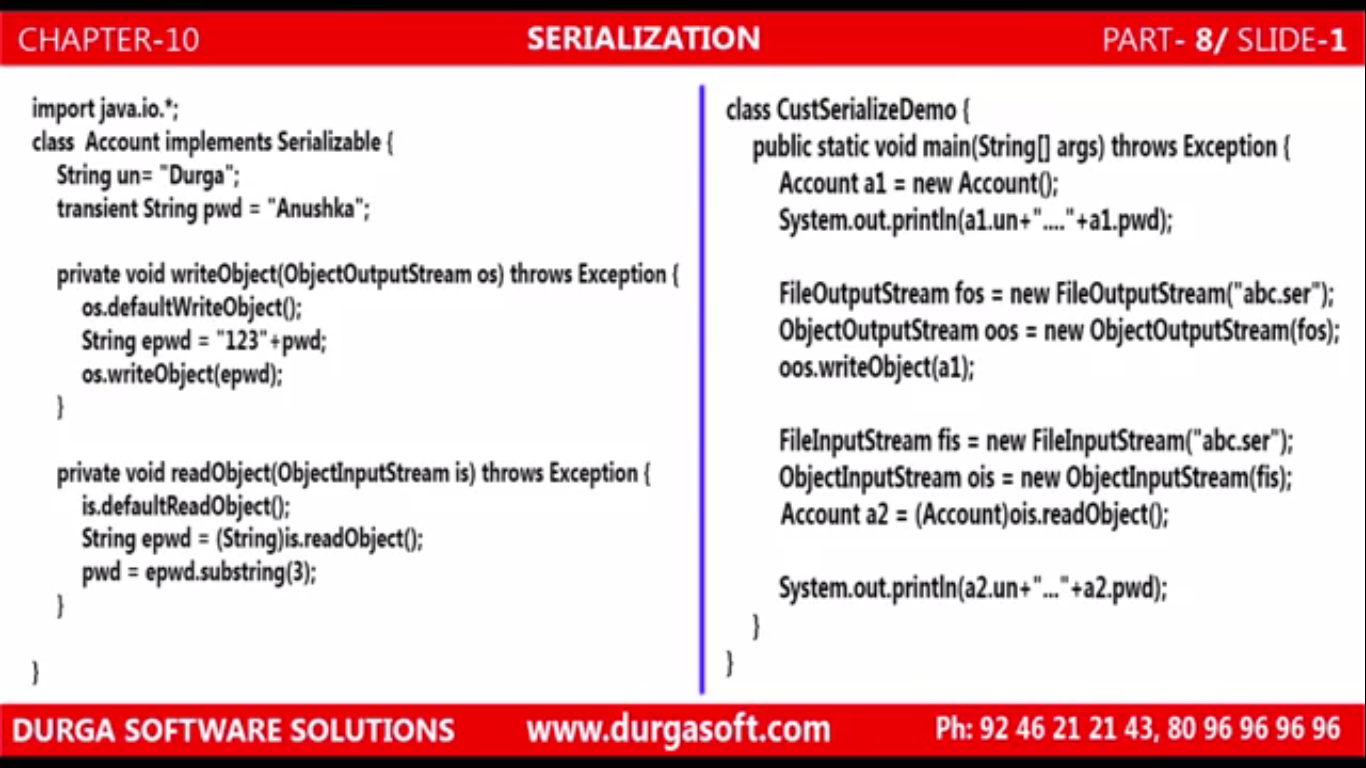 CHAPTER-10
SERIALIZATION
PART- 8/ SLIDE-1
import java.io.*;
class  Account implements Serializable {
String un= "Durga";
transient String pwd = "Anushka";
private void writeObject(ObjectOutputStream os) throws Exception {
os.defaultWriteObject();
String epwd = "123"+pwd;
os.writeObject(epwd);
}
private void readObject(ObjectInputStream is) throws Exception {
is.defaultReadObject();
String epwd = (String)is.readObject();
pwd = epwd.substring(3);
}
}
class CustSerializeDemo {
public static void main(String[] args) throws Exception {
Account a1 = new Account();
System.out.println(a1.un+"...."+a1.pwd);
FileOutputStream fos = new FileOutputStream("abc.ser");
ObjectOutputStream oos = new ObjectOutputStream(fos);
oos.writeObject(a1);
FileInputStream fis = new FileInputStream("abc.ser");
ObjectInputStream ois = new ObjectInputStream(fis);
Account a2 = (Account)ois.readObject();
System.out.println(a2.un+"..."+a2.pwd);
}
}
DURGA SOFTWARE SOLUTIONS
www.durgasoft.com
Ph: 92 46 21 21 43, 80 96 96 96 96